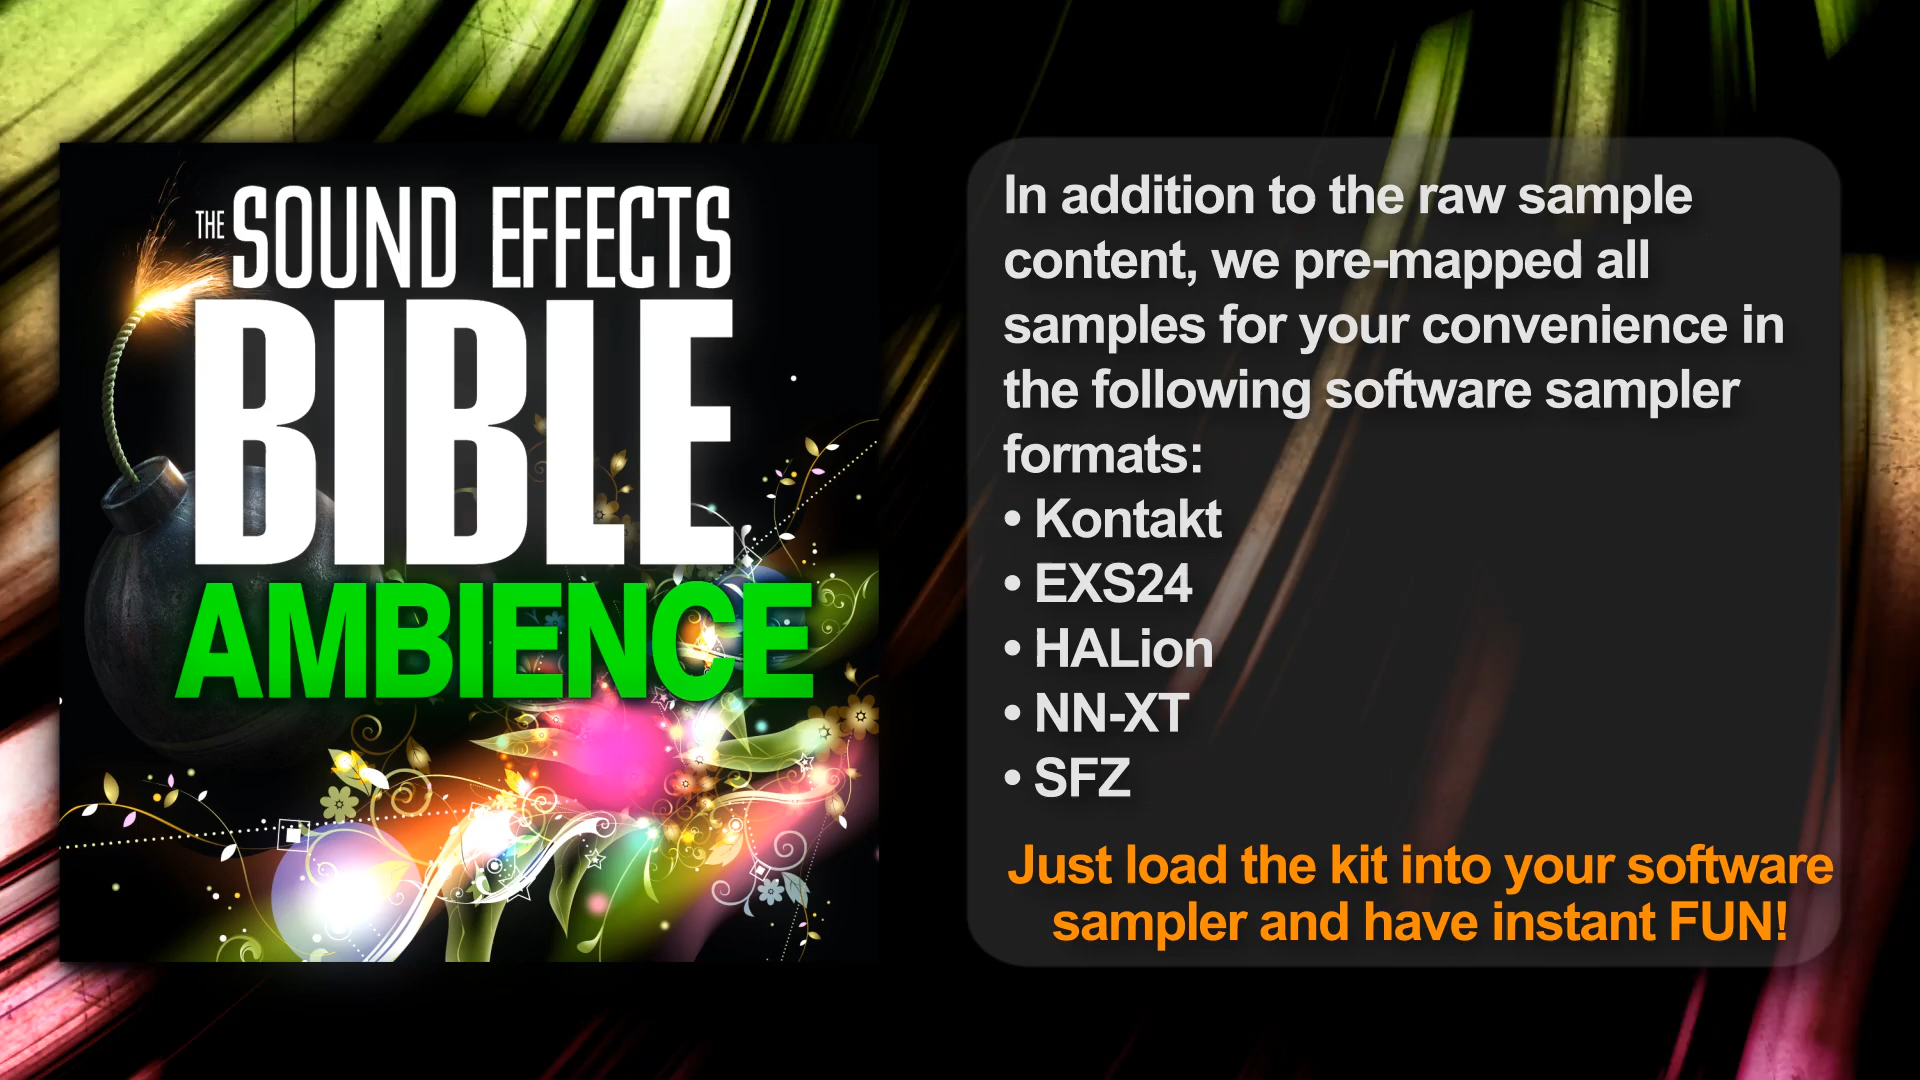 THE SOUND EFFECTS
BIBLE
AMBIENCE
In addition to the raw sample
content, we pre-mapped all
samples for your convenience in
the following software sampler
formats:
• Kontakt
• EXS24
• HALion
• NN-XT
• SFZ
Just load the kit into your software
sampler and have instant FUN!